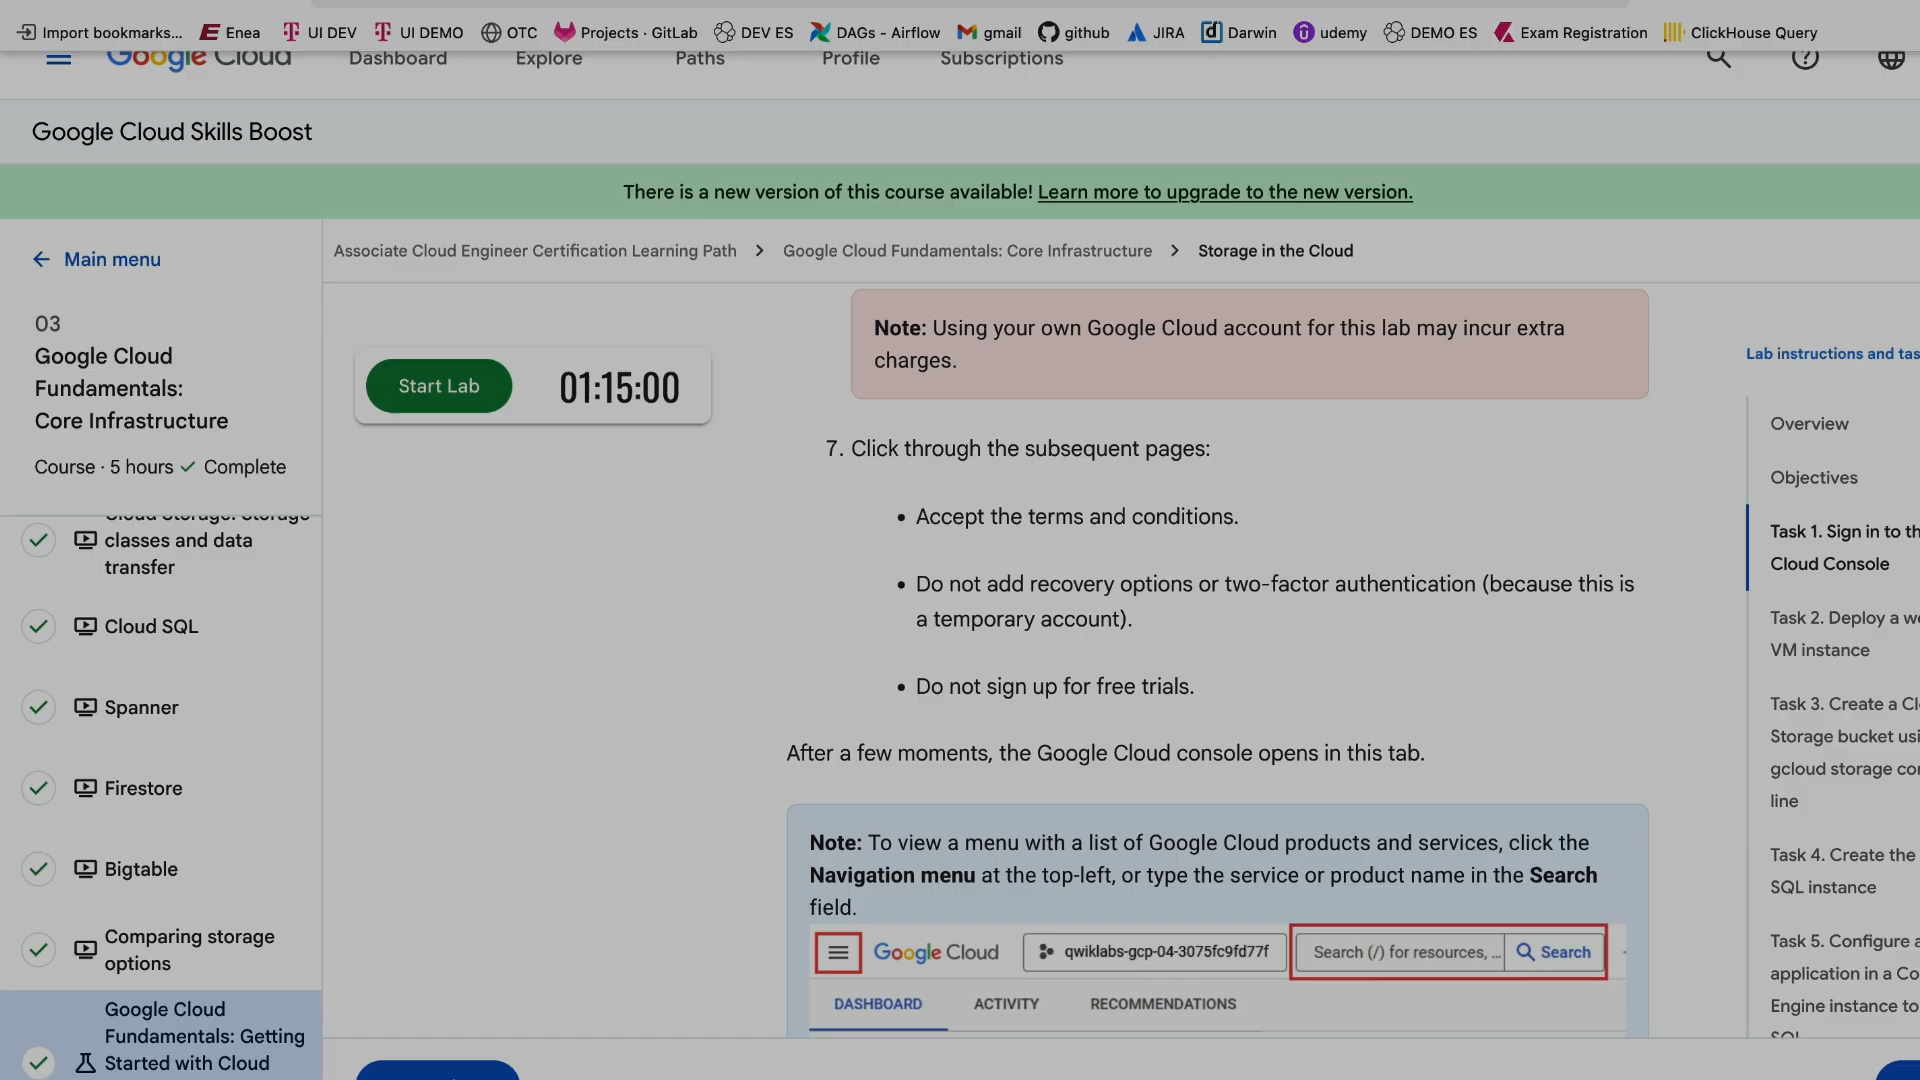 Import bookmarks... Enea UI DEV UI DEMO OTC Projects · GitLab DEV ES DAGs - Airflow gmail github JIRA Darwin udemy DEMO ES Exam Registration ClickHouse Query
Google Cloud Dashboard Explore Paths Profile Subscriptions
Google Cloud Skills Boost
There is a new version of this course available! Learn more to upgrade to the new version.
Main menu
Associate Cloud Engineer Certification Learning Path > Google Cloud Fundamentals: Core Infrastructure > Storage in the Cloud
03
Google Cloud
Fundamentals:
Core Infrastructure
Course · 5 hours Complete
Cloud Storage: Storage
classes and data
transfer
Cloud SQL
Spanner
Firestore
Bigtable
Comparing storage
options
Google Cloud
Fundamentals: Getting
Started with Cloud
Start Lab 01:15:00
Note: Using your own Google Cloud account for this lab may incur extra
charges.
7. Click through the subsequent pages:
• Accept the terms and conditions.
• Do not add recovery options or two-factor authentication (because this is
a temporary account).
• Do not sign up for free trials.
After a few moments, the Google Cloud console opens in this tab.
Note: To view a menu with a list of Google Cloud products and services, click the
Navigation menu at the top-left, or type the service or product name in the Search
field.
Google Cloud qwiklabs-gcp-04-3075fc9fd77f Search (/) for resources, ... Search
DASHBOARD ACTIVITY RECOMMENDATIONS
Lab instructions and tas
Overview
Objectives
Task 1. Sign in to th
Cloud Console
Task 2. Deploy a we
VM instance
Task 3. Create a Cl
Storage bucket usi
gcloud storage co
line
Task 4. Create the
SQL instance
Task 5. Configure a
application in a Co
Engine instance to
SQL